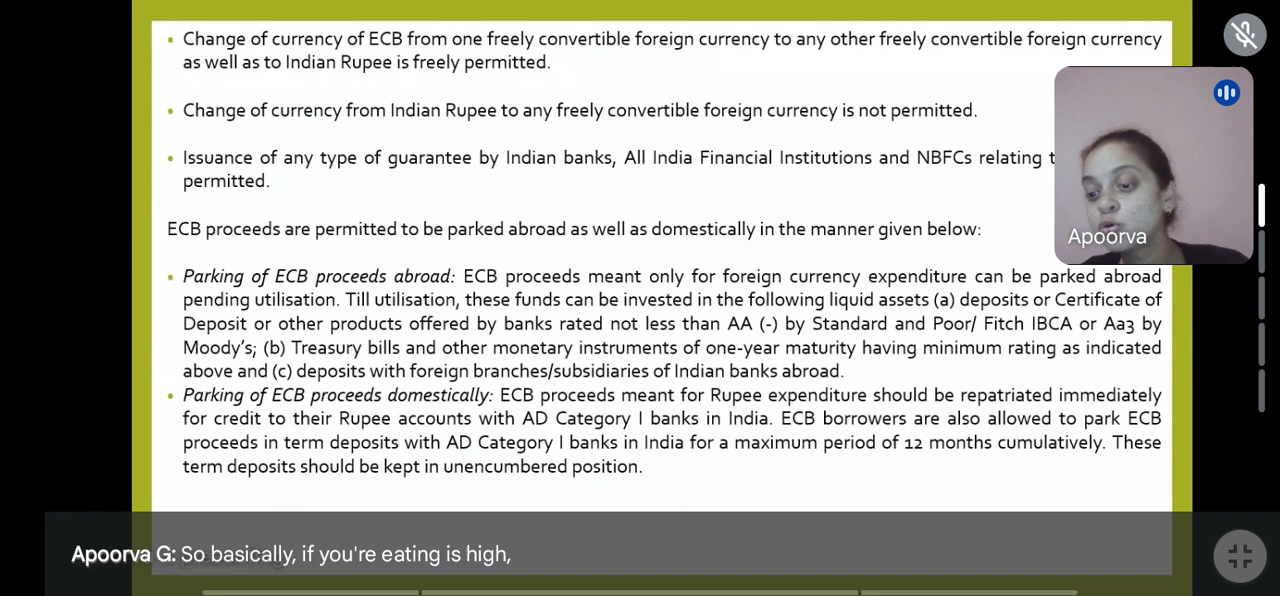 • Change of currency of ECB from one freely convertible foreign currency to any other freely convertible foreign currency
as well as to Indian Rupee is freely permitted.
• Change of currency from Indian Rupee to any freely convertible foreign currency is not permitted.
• Issuance of any type of guarantee by Indian banks, All India Financial Institutions and NBFCs relating
permitted.
ECB proceeds are permitted to be parked abroad as well as domestically in the manner given below:
Apoorva
• Parking of ECB proceeds abroad: ECB proceeds meant only for foreign currency expenditure can be parked abroad
pending utilisation. Till utilisation, these funds can be invested in the following liquid assets (a) deposits or Certificate of
Deposit or other products offered by banks rated not less than AA (-) by Standard and Poor/ Fitch IBCA or Aa3 by
Moody's; (b) Treasury bills and other monetary instruments of one-year maturity having minimum rating as indicated
above and (c) deposits with foreign branches/subsidiaries of Indian banks abroad.
• Parking of ECB proceeds domestically: ECB proceeds meant for Rupee expenditure should be repatriated immediately
for credit to their Rupee accounts with AD Category I banks in India. ECB borrowers are also allowed to park ECB
proceeds in term deposits with AD Category I banks in India for a maximum period of 12 months cumulatively. These
term deposits should be kept in unencumbered position.
Apoorva G: So basically, if you're eating is high,